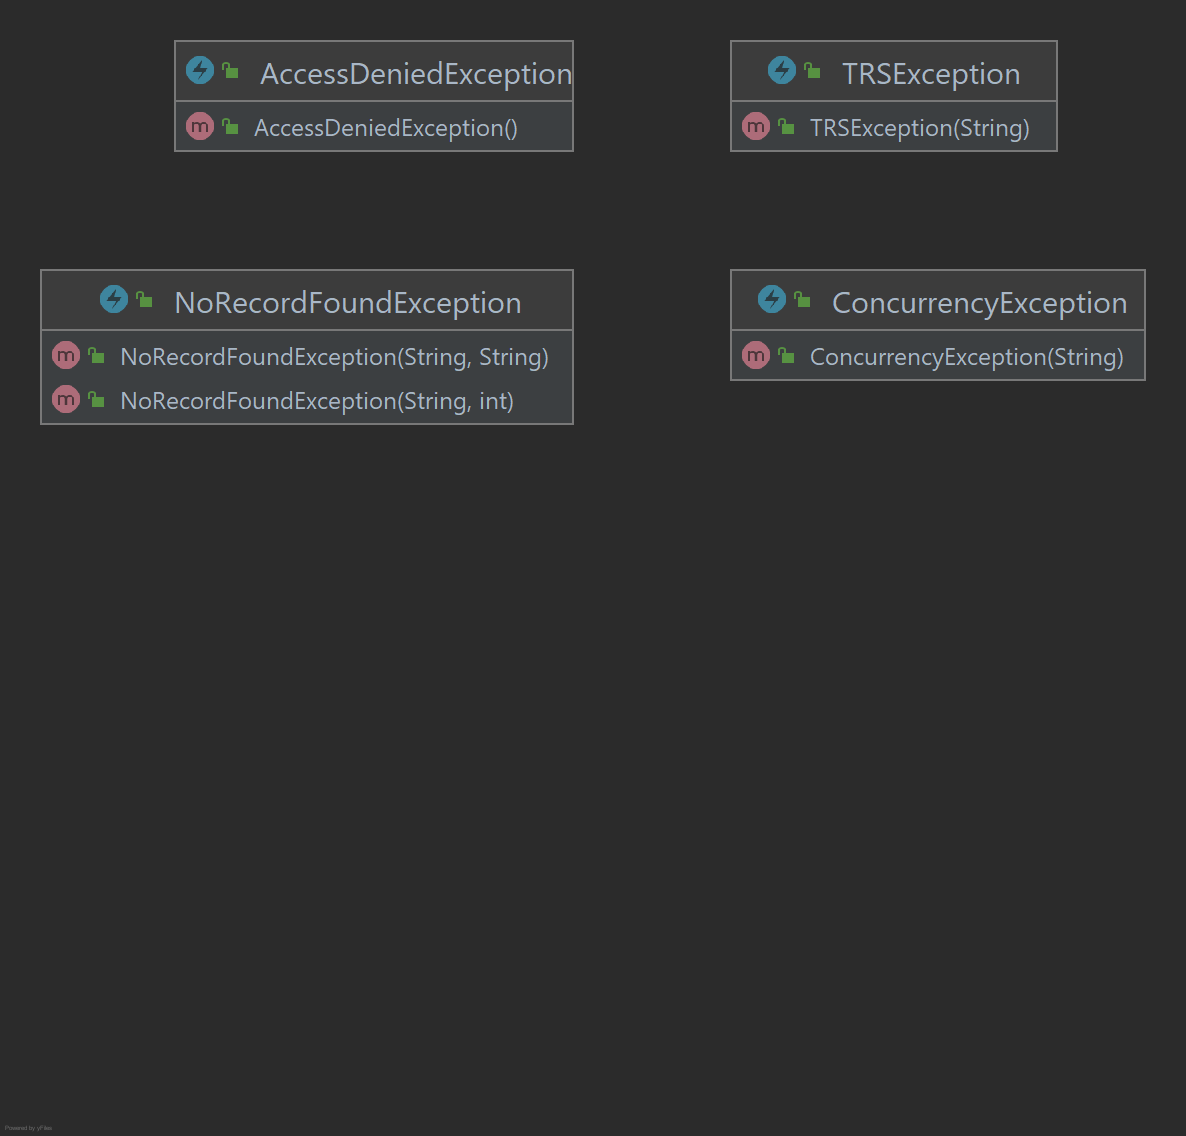 AccessDeniedException
m AccessDeniedException()
TRSException
m TRSException(String)
NoRecordFoundException
m NoRecordFoundException(String, String)
m NoRecordFoundException(String, int)
ConcurrencyException
m ConcurrencyException(String)
Powered by yFiles